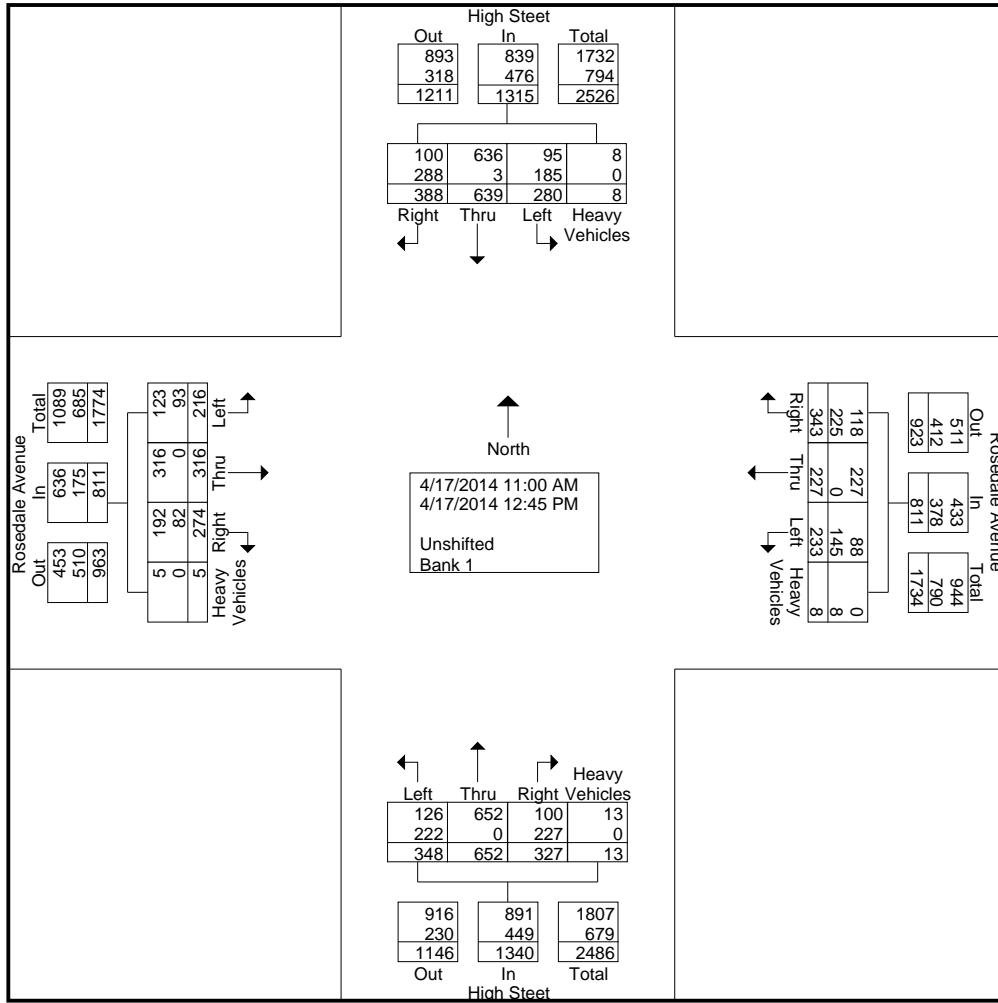 High Steet
Out In Total
893 839 1732
318 476 794
1211 1315 2526
100 636 95 8
288 3 185 0
388 639 280 8
Right Thru Left Heavy Vehicles
Rosedale Avenue
Total In Out
1089 636 453
685 175 510
1774 811 963
123 316 192 5
93 0 82 0
216 316 274 5
Left Thru Right Heavy Vehicles
North
4/17/2014 11:00 AM
4/17/2014 12:45 PM
Unshifted
Bank 1
Rosedale Avenue
Out In Total
511 433 944
412 378 790
923 811 1734
118 227 88 0
225 0 145 8
343 227 233 8
Right Thru Left Heavy Vehicles
Left Thru Right Heavy Vehicles
126 652 100 13
222 0 227 0
348 652 327 13
916 891 1807
230 449 679
1146 1340 2486
Out In Total
High Steet